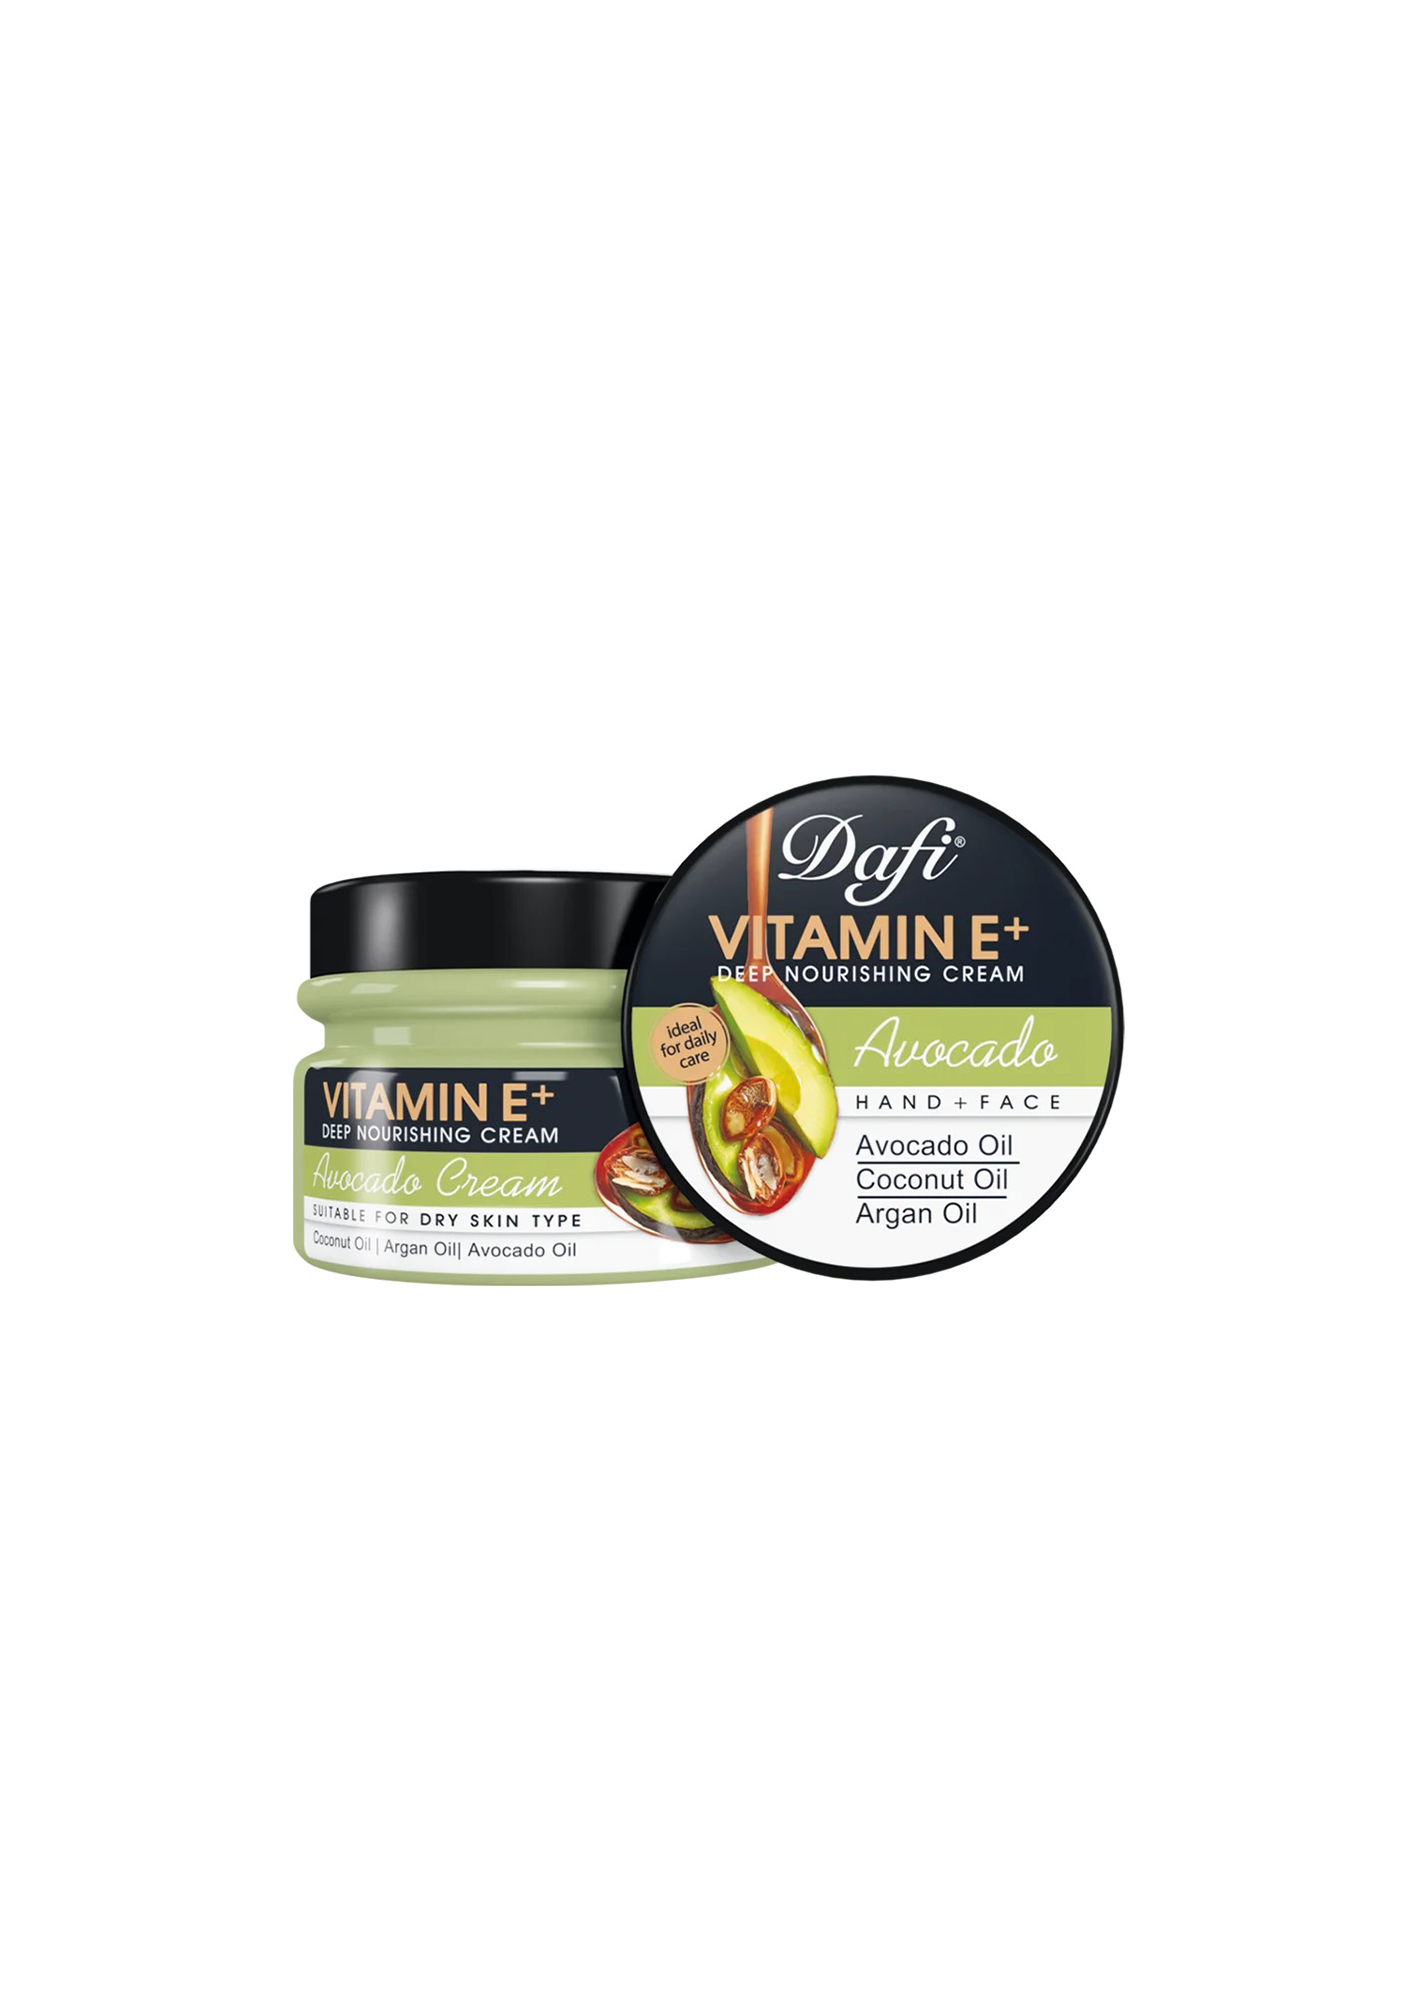 Dafi®
VITAMIN E+
DEEP NOURISHING CREAM
Avocado
ideal
for daily
care
HAND + FACE
Avocado Oil
Coconut Oil
Argan Oil
VITAMIN E+
DEEP NOURISHING CREAM
Avocado Cream
SUITABLE FOR DRY SKIN TYPE
Coconut Oil | Argan Oil| Avocado Oil